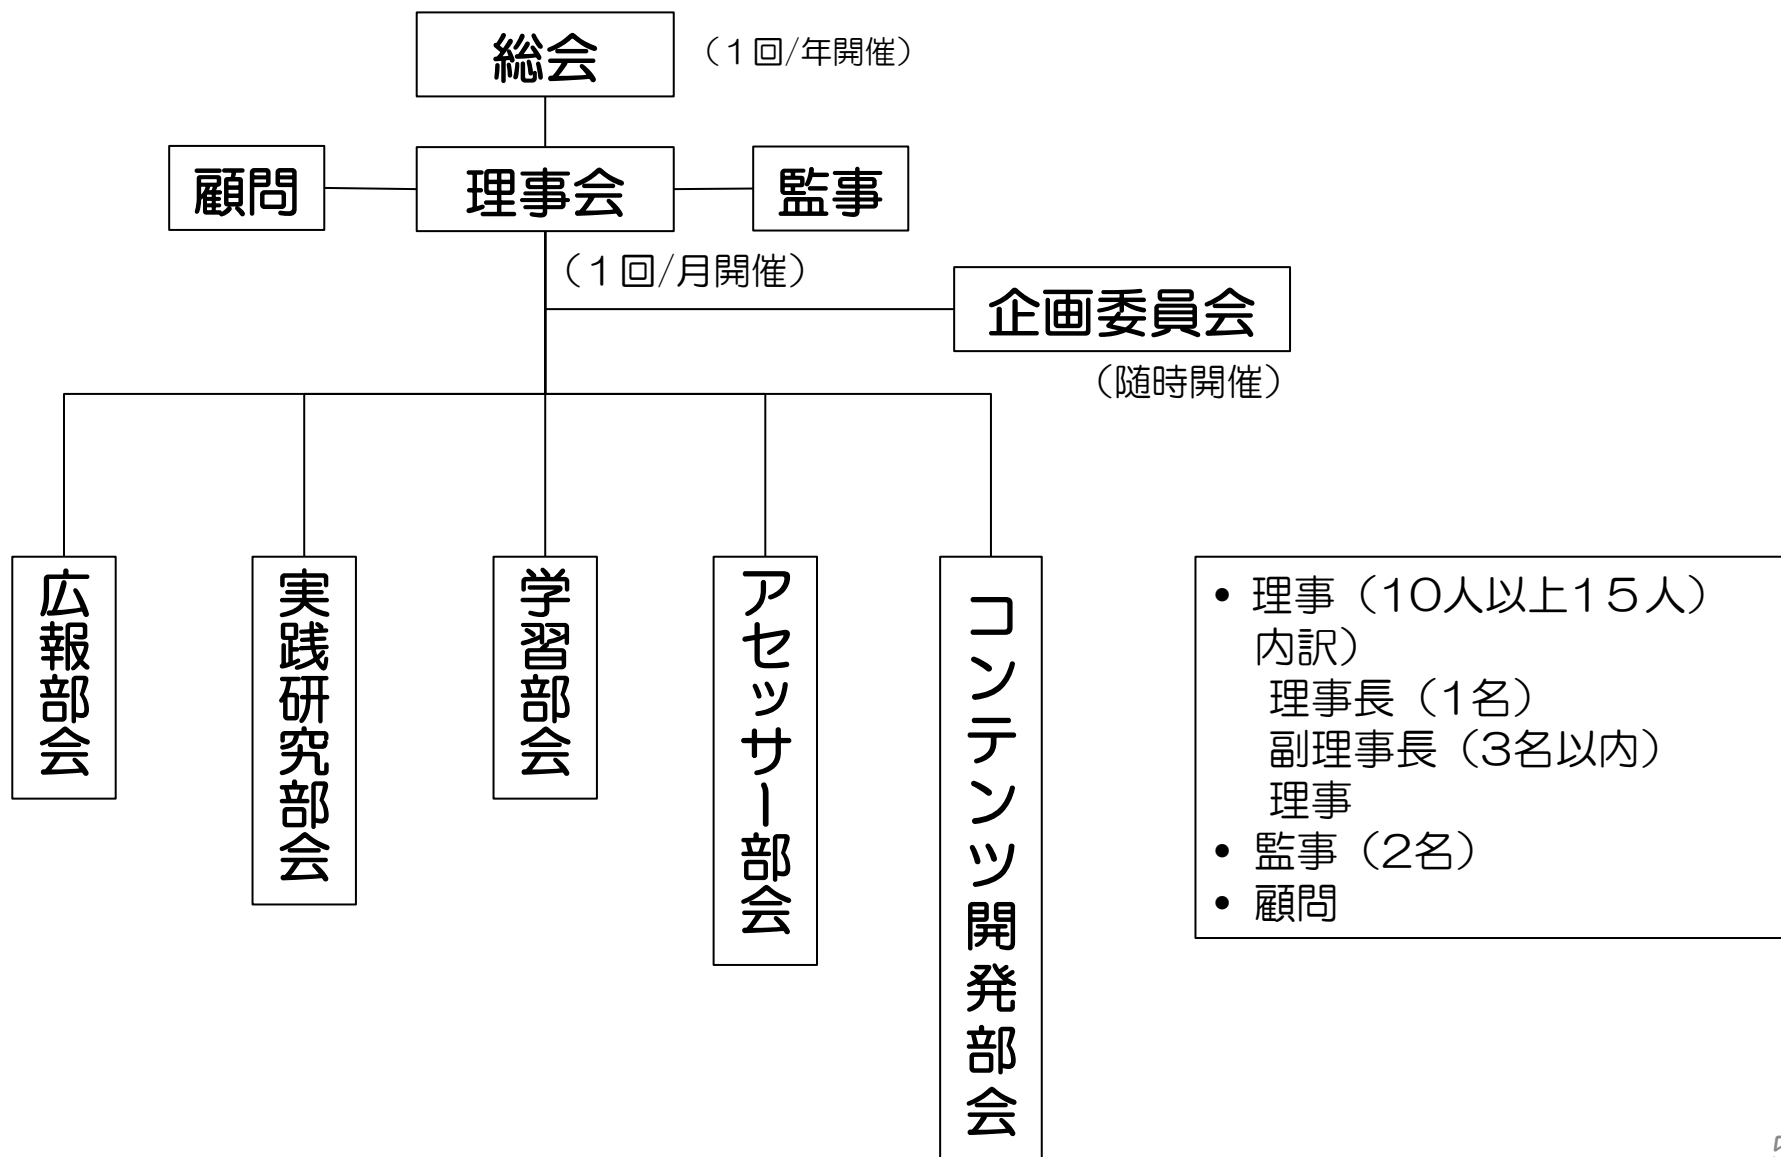 総会
（１回/年開催）
顧問
理事会
監事
（１回/月開催）
企画委員会
（随時開催）
広報部会
実践研究部会
学習部会
アセッサー部会
コンテンツ開発部会
• 理事（10人以上１５人）
内訳）
理事長（1名）
副理事長（3名以内）
理事
• 監事（2名）
• 顧問